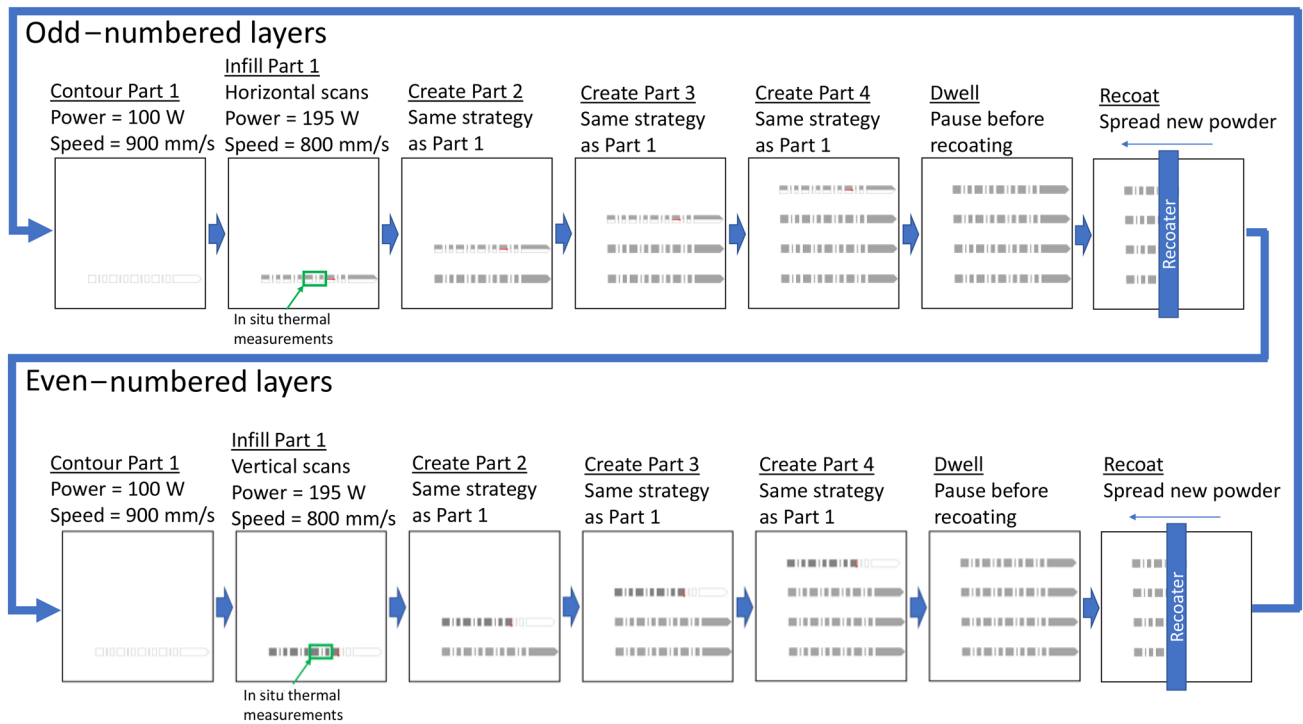 Odd–numbered layers
Contour Part 1
Power = 100 W
Speed = 900 mm/s
Infill Part 1
Horizontal scans
Power = 195 W
Speed = 800 mm/s
Create Part 2
Same strategy
as Part 1
Create Part 3
Same strategy
as Part 1
Create Part 4
Same strategy
as Part 1
Dwell
Pause before
recoating
Recoat
Spread new powder
Recoater
In situ thermal
measurements
Even–numbered layers
Contour Part 1
Power = 100 W
Speed = 900 mm/s
Infill Part 1
Vertical scans
Power = 195 W
Speed = 800 mm/s
Create Part 2
Same strategy
as Part 1
Create Part 3
Same strategy
as Part 1
Create Part 4
Same strategy
as Part 1
Dwell
Pause before
recoating
Recoat
Spread new powder
Recoater
In situ thermal
measurements